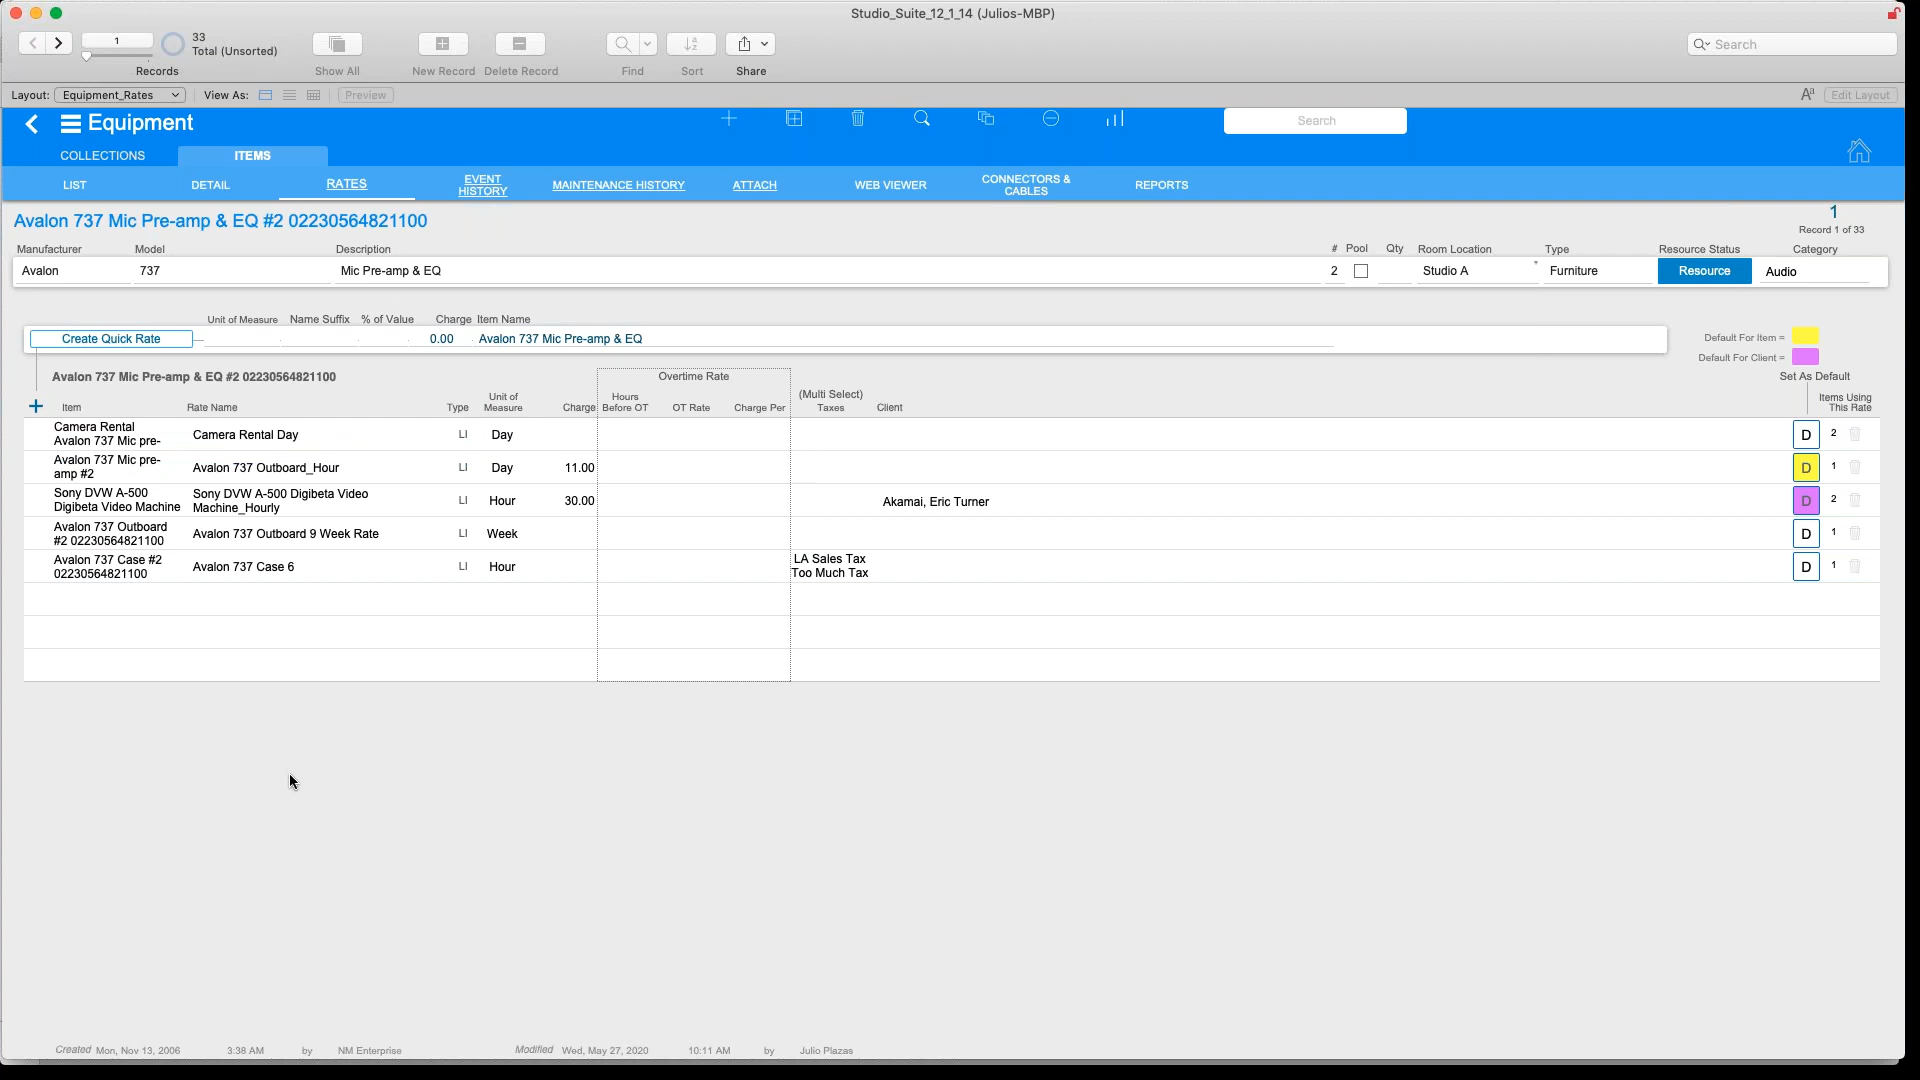 Studio_Suite_12_1_14 (Julios-MBP)
1
33
Total (Unsorted)
Records
Show All
New Record
Delete Record
Find
Sort
Share
Search
Layout:
Equipment_Rates
View As:
Preview
Aa
Edit Layout
Equipment
Search
COLLECTIONS
ITEMS
LIST
DETAIL
RATES
EVENT
HISTORY
MAINTENANCE HISTORY
ATTACH
WEB VIEWER
CONNECTORS &
CABLES
REPORTS
Avalon 737 Mic Pre-amp & EQ #2 02230564821100
1
Record 1 of 33
Manufacturer Model Description # Pool Qty Room Location Type Resource Status Category
Avalon 737 Mic Pre-amp & EQ 2 Studio A Furniture Resource Audio
Unit of Measure Name Suffix % of Value Charge Item Name
Create Quick Rate 0.00 Avalon 737 Mic Pre-amp & EQ
Default For Item =
Default For Client =
Avalon 737 Mic Pre-amp & EQ #2 02230564821100
Overtime Rate
Set As Default
Item Rate Name Type
Unit of
Measure
Charge
Hours
Before OT
OT Rate Charge Per
(Multi Select)
Taxes
Client
Items Using
This Rate
Camera Rental
Avalon 737 Mic pre-
Camera Rental Day LI Day D 2
Avalon 737 Mic pre-
amp #2
Avalon 737 Outboard_Hour LI Day 11.00 D 1
Sony DVW A-500
Digibeta Video Machine
Sony DVW A-500 Digibeta Video
Machine_Hourly
LI Hour 30.00 Akamai, Eric Turner D 2
Avalon 737 Outboard
#2 02230564821100
Avalon 737 Outboard 9 Week Rate LI Week D 1
Avalon 737 Case #2
02230564821100
Avalon 737 Case 6 LI Hour
LA Sales Tax
Too Much Tax
D 1
Created Mon, Nov 13, 2006 3:38 AM by NM Enterprise Modified Wed, May 27, 2020 10:11 AM by Julio Plazas